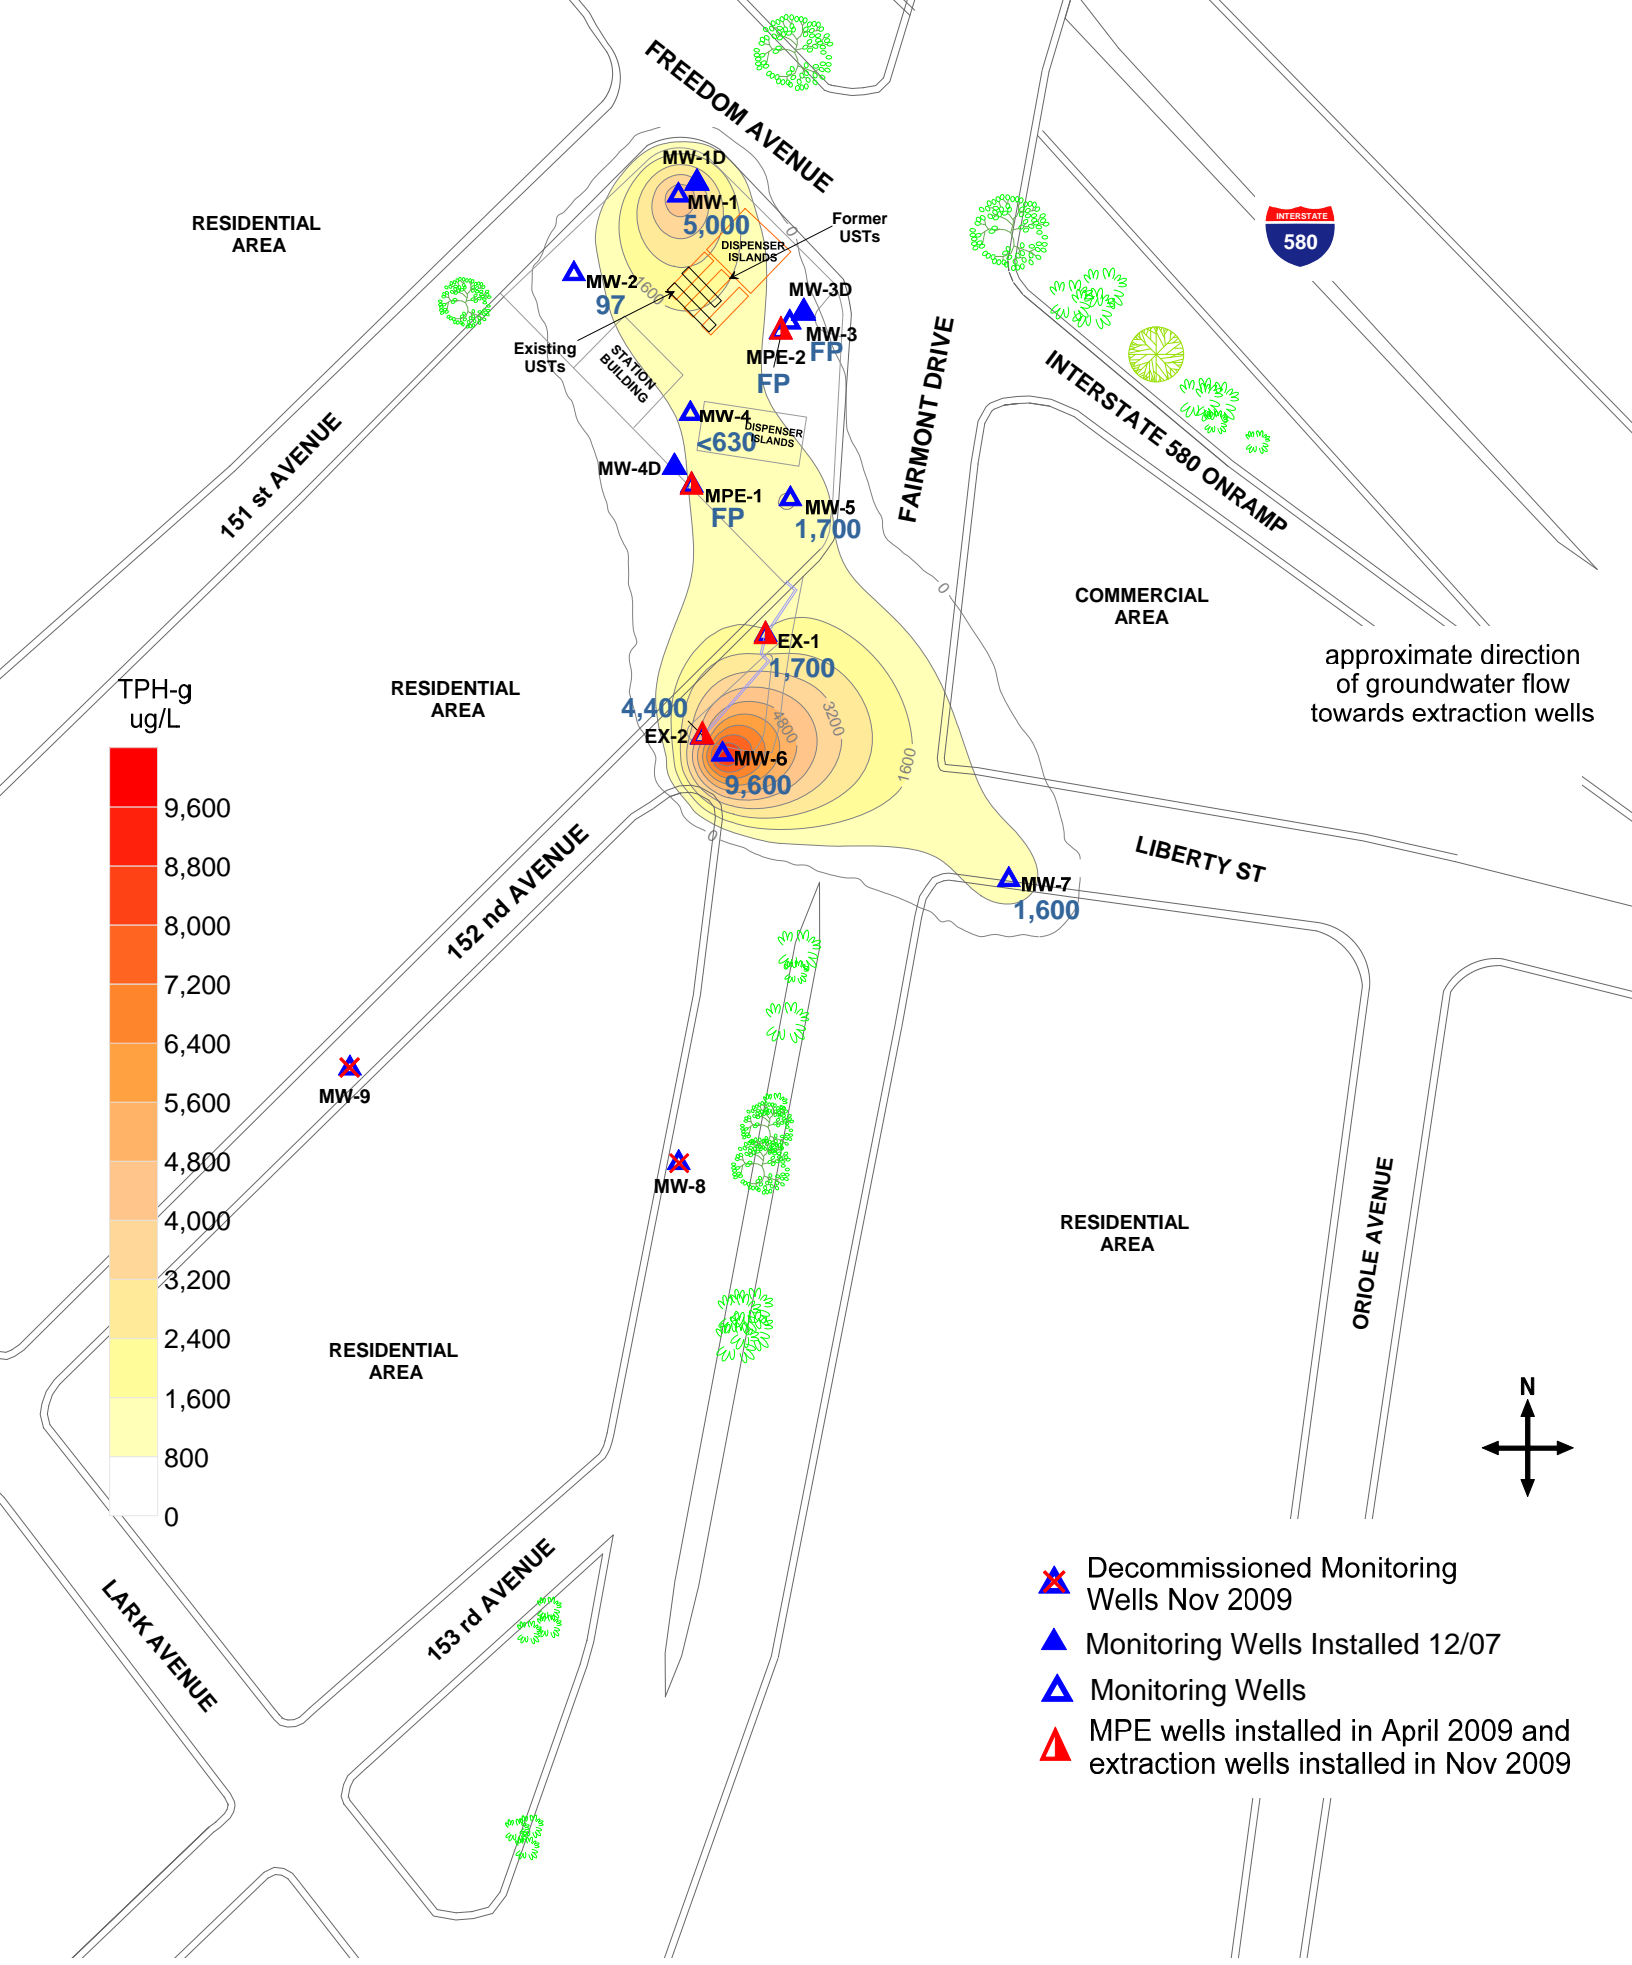 FREEDOM AVENUE
MW-1D
MW-1
5,000
RESIDENTIAL
AREA
Former
USTs
0
INTERSTATE
580
DISPENSER
ISLANDS
MW-2
97
1600
MW-3D
MW-3
FP
MPE-2
FP
Existing
USTs
STATION
BUILDING
FAIRMONT DRIVE
INTERSTATE 580 ONRAMP
MW-4
<630
DISPENSER
ISLANDS
151 st AVENUE
MW-4D
MPE-1
FP
MW-5
1,700
0
COMMERCIAL
AREA
EX-1
1,700
approximate direction
of groundwater flow
towards extraction wells
RESIDENTIAL
AREA
TPH-g
ug/L
4,400
EX-2
4800
3200
1600
MW-6
9,600
0
9,600
8,800
8,000
7,200
6,400
5,600
4,800
4,000
3,200
2,400
1,600
800
0
152 nd AVENUE
LIBERTY ST
MW-7
1,600
MW-9
MW-8
RESIDENTIAL
AREA
ORIOLE AVENUE
RESIDENTIAL
AREA
N
LARK AVENUE
153 rd AVENUE
Decommissioned Monitoring
Wells Nov 2009
Monitoring Wells Installed 12/07
Monitoring Wells
MPE wells installed in April 2009 and
extraction wells installed in Nov 2009